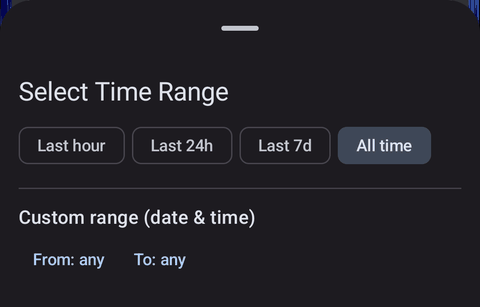 Select Time Range
Last hour Last 24h Last 7d All time
Custom range (date & time)
From: any To: any